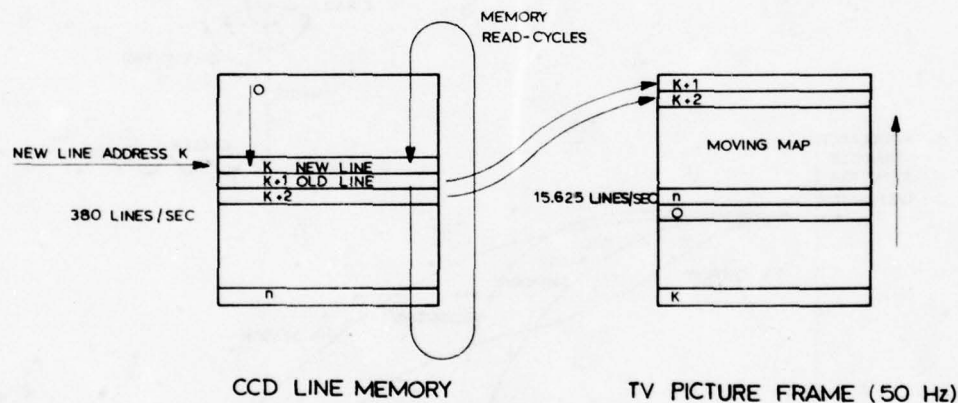 MEMORY
READ-CYCLES
O
NEW LINE ADDRESS K
K NEW LINE
K+1 OLD LINE
K+2
380 LINES/SEC
n
CCD LINE MEMORY
K+1
K+2
MOVING MAP
15.625 LINES/SEC
n
O
K
TV PICTURE FRAME (50 Hz)